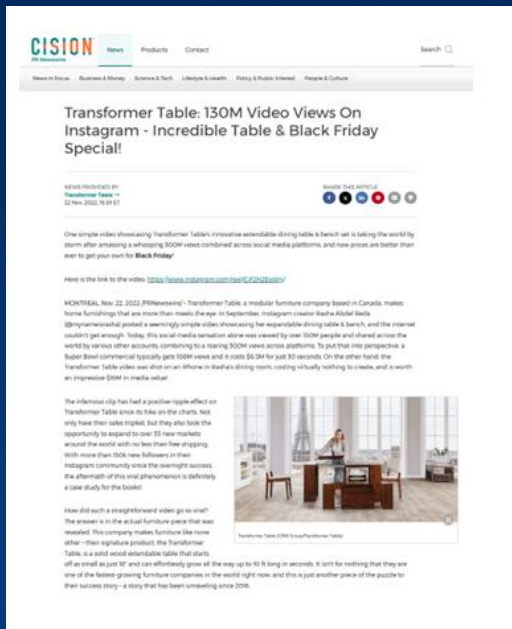 CISION
PR Newswire
News
Products
Contact
Search
News in Focus
Business & Money
Science & Tech
Lifestyle & Health
Policy & Public Interest
People & Culture
Transformer Table: 130M Video Views On
Instagram - Incredible Table & Black Friday
Special!
NEWS PROVIDED BY
Transformer Table →
22 Nov, 2022, 16:39 ET
SHARE THIS ARTICLE
One simple video showcasing Transformer Table's innovative extendable dining table & bench set is taking the world by
storm after amassing a whopping 300M views combined across social media platforms, and now prices are better than
ever to get your own for Black Friday!
Here is the link to the video:
MONTREAL, Nov. 22, 2022 /PRNewswire/ - Transformer Table, a modular furniture company based in Canada, makes
home furnishings that are more than meets the eye. In September, Instagram creator Rasha Abdel Reda
(@mynameisrasha) posted a seemingly simple video showcasing her expandable dining table & bench, and the internet
couldn't get enough. Today, this social media sensation alone was viewed by over 130M people and shared across the
world by various other accounts, combining to a roaring 300M views across platforms. To put that into perspective, a
Super Bowl commercial typically gets views and it costs $6.5M for just 30 seconds. On the other hand, the
Transformer Table video was shot on an iPhone in Rasha's dining room, costing virtually nothing to create, and is worth
an impressive in media value!
The infamous clip has had a positive ripple effect on
Transformer Table since its hike on the charts. Not
only have their sales tripled, but they also took the
opportunity to expand to over 35 new markets
around the world with no less than free shipping.
With more than 150k new followers in their
Instagram community since the overnight success,
the aftermath of this viral phenomenon is definitely
a case study for the books!
How did such a straightforward video go so viral?
The answer is in the actual furniture piece that was
revealed. This company makes furniture like none
other – their signature product, the Transformer
Table, is a solid wood extendable table that starts
off as small as just 18" and can effortlessly grow all the way up to 10 ft long in seconds. It isn't for nothing that they are
one of the fastest-growing furniture companies in the world right now, and this is just another piece of the puzzle to
their success story – a story that has been unraveling since 2016.
Transformer Table (CNW Group/Transformer Table)